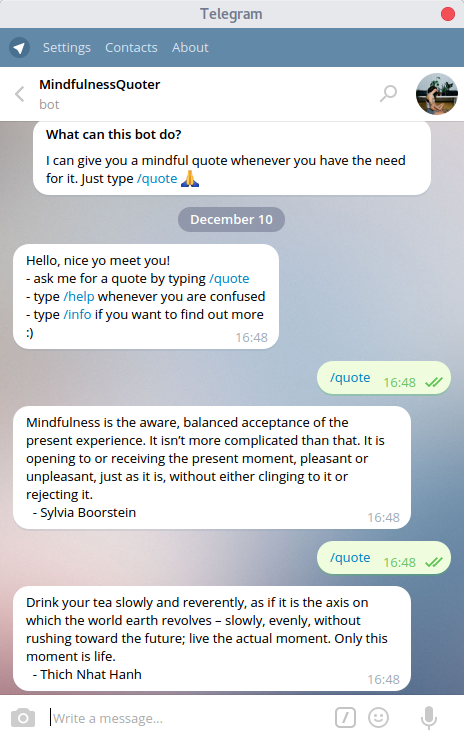 Telegram
Settings Contacts About
MindfulnessQuoter
bot
What can this bot do?
I can give you a mindful quote whenever you have the need
for it. Just type /quote 🙏
December 10
Hello, nice yo meet you!
- ask me for a quote by typing /quote
- type /help whenever you are confused
- type /info if you want to find out more
:)
16:48
/quote 16:48
Mindfulness is the aware, balanced acceptance of the
present experience. It isn’t more complicated than that. It is
opening to or receiving the present moment, pleasant or
unpleasant, just as it is, without either clinging to it or
rejecting it.
- Sylvia Boorstein
16:48
/quote 16:48
Drink your tea slowly and reverently, as if it is the axis on
which the world earth revolves – slowly, evenly, without
rushing toward the future; live the actual moment. Only this
moment is life.
- Thich Nhat Hanh
16:48
Write a message...